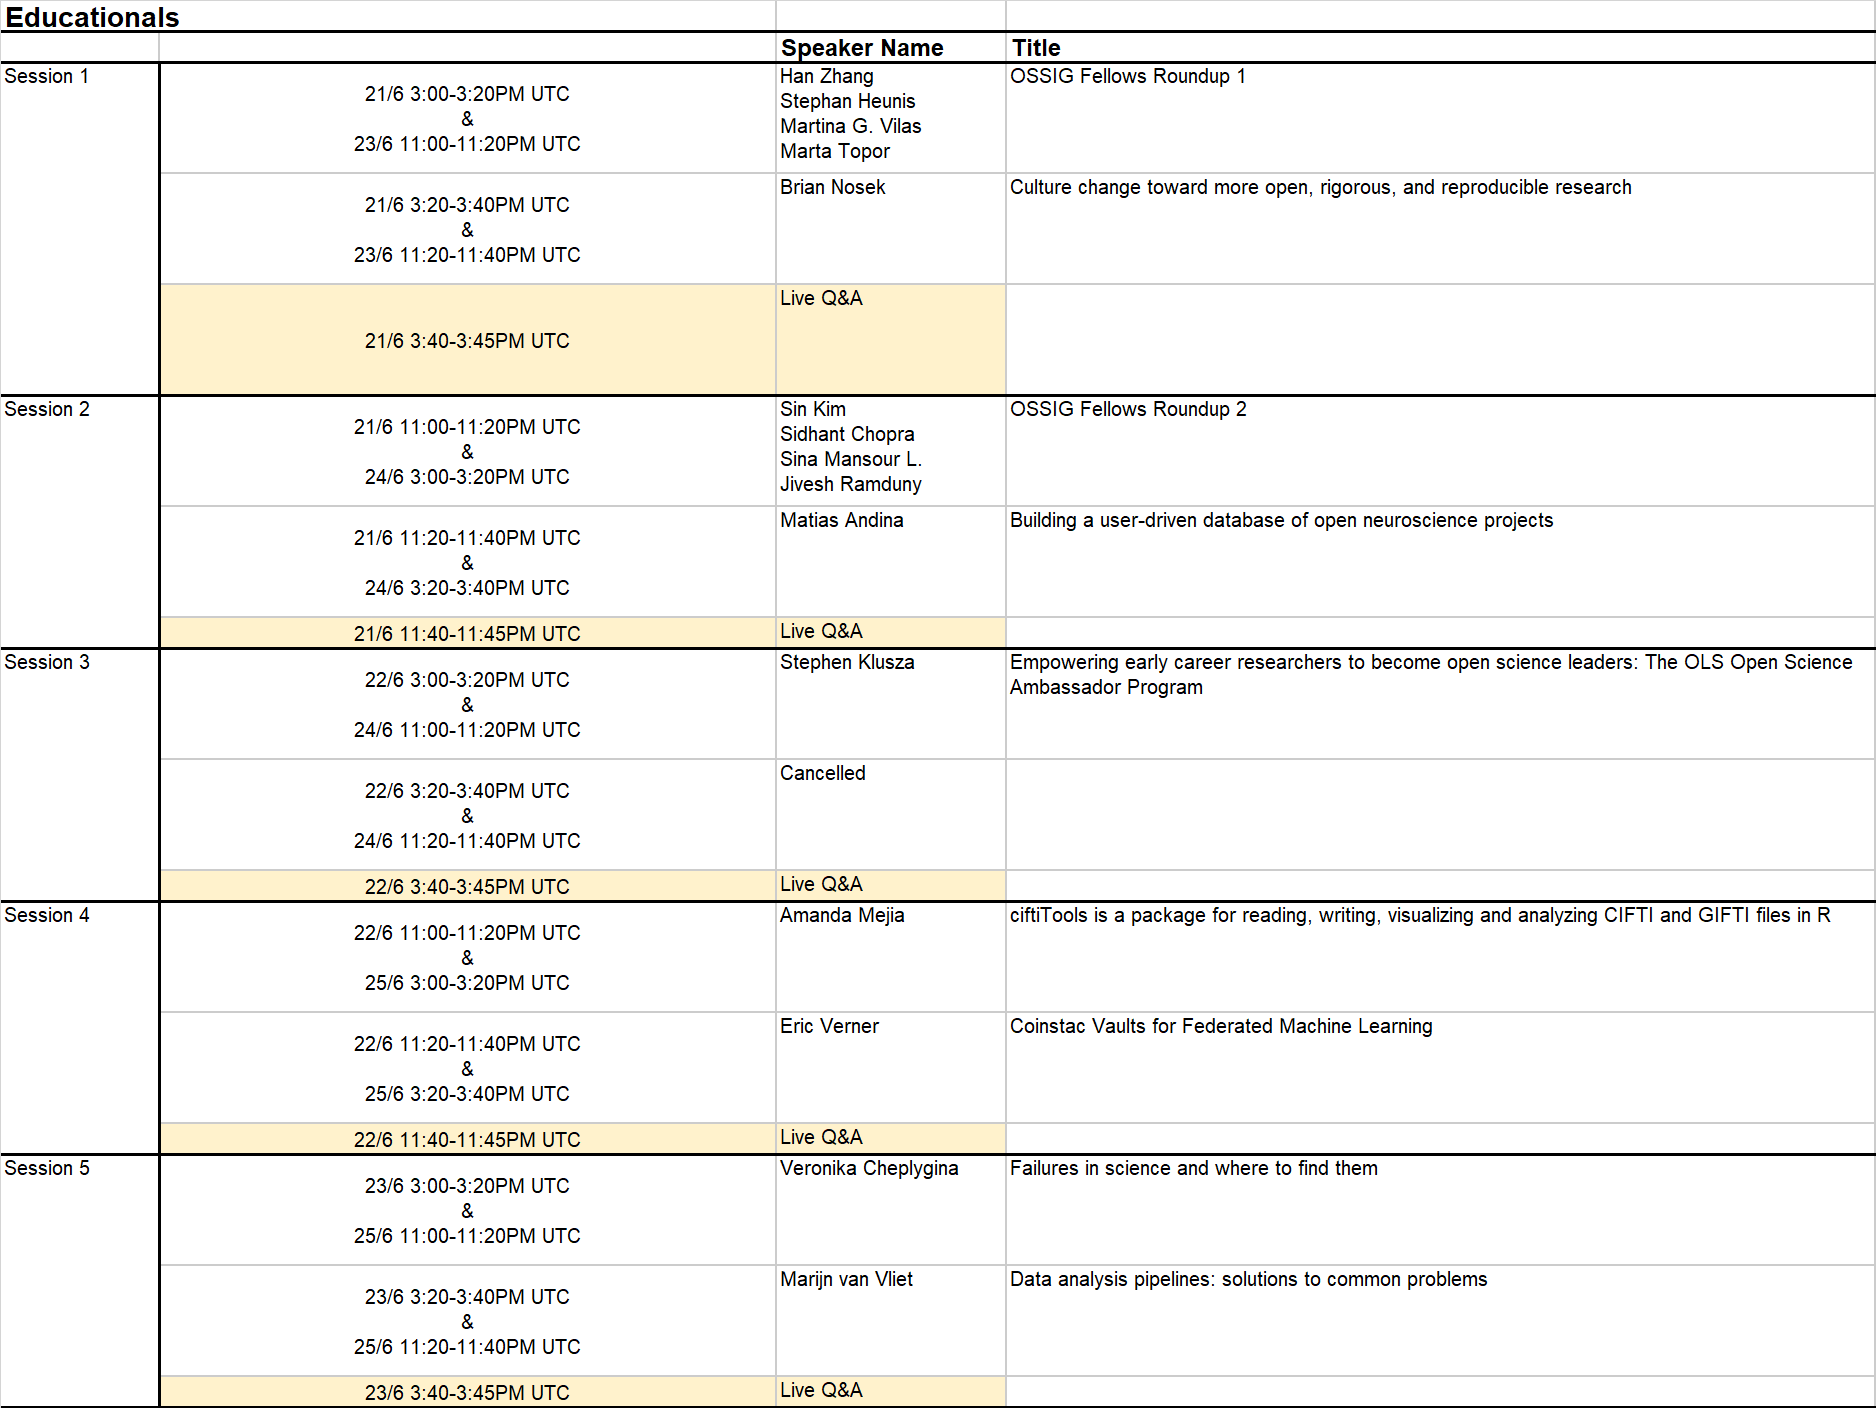 Educationals
Speaker Name
Title
Session 1
21/6 3:00-3:20PM UTC
&
23/6 11:00-11:20PM UTC
Han Zhang
Stephan Heunis
Martina G. Vilas
Marta Topor
OSSIG Fellows Roundup 1
21/6 3:20-3:40PM UTC
&
23/6 11:20-11:40PM UTC
Brian Nosek
Culture change toward more open, rigorous, and reproducible research
21/6 3:40-3:45PM UTC
Live Q&A
Session 2
21/6 11:00-11:20PM UTC
&
24/6 3:00-3:20PM UTC
Sin Kim
Sidhant Chopra
Sina Mansour L.
Jivesh Ramduny
OSSIG Fellows Roundup 2
21/6 11:20-11:40PM UTC
&
24/6 3:20-3:40PM UTC
Matias Andina
Building a user-driven database of open neuroscience projects
21/6 11:40-11:45PM UTC
Live Q&A
Session 3
22/6 3:00-3:20PM UTC
&
24/6 11:00-11:20PM UTC
Stephen Klusza
Empowering early career researchers to become open science leaders: The OLS Open Science
Ambassador Program
22/6 3:20-3:40PM UTC
&
24/6 11:20-11:40PM UTC
Cancelled
22/6 3:40-3:45PM UTC
Live Q&A
Session 4
22/6 11:00-11:20PM UTC
&
25/6 3:00-3:20PM UTC
Amanda Mejia
ciftiTools is a package for reading, writing, visualizing and analyzing CIFTI and GIFTI files in R
22/6 11:20-11:40PM UTC
&
25/6 3:20-3:40PM UTC
Eric Verner
Coinstac Vaults for Federated Machine Learning
22/6 11:40-11:45PM UTC
Live Q&A
Session 5
23/6 3:00-3:20PM UTC
&
25/6 11:00-11:20PM UTC
Veronika Cheplygina
Failures in science and where to find them
23/6 3:20-3:40PM UTC
&
25/6 11:20-11:40PM UTC
Marijn van Vliet
Data analysis pipelines: solutions to common problems
23/6 3:40-3:45PM UTC
Live Q&A